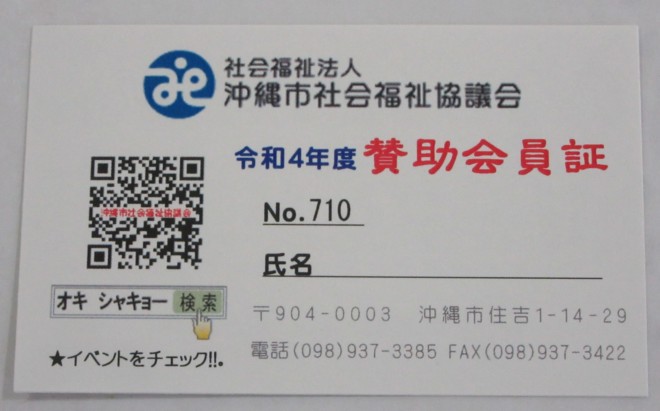 社会福祉法人
沖縄市社会福祉協議会
令和4年度 賛助会員証
沖縄市社会福祉協議会
No. 710
氏名
オキ シャキョー 検索
★イベントをチェック!!。
〒904-0003 沖縄市住吉1-14-29
電話(098)937-3385 FAX(098)937-3422